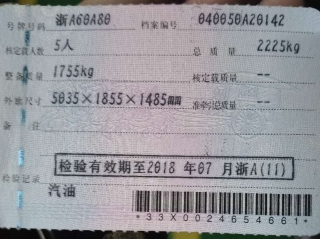 号牌号码 浙A60A80 档案编号 040050A20142
核定载人数 5人 总质量 2225kg
整备质量 1755kg 核定载质量 --
外廓尺寸 5035×1855×1485mm 准牵引总质量 --
备注
检验有效期至2018 年07 月浙A(11)
检验记录
汽油
*33X0024654661*